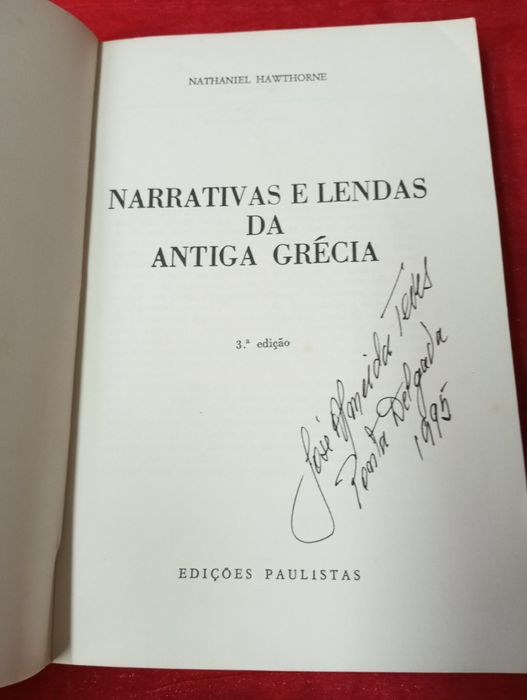 NATHANIEL HAWTHORNE
NARRATIVAS E LENDAS
DA
ANTIGA GRÉCIA
3.ª edição
José Almeida Teves
Ponta Delgada
1995
EDIÇÕES PAULISTAS